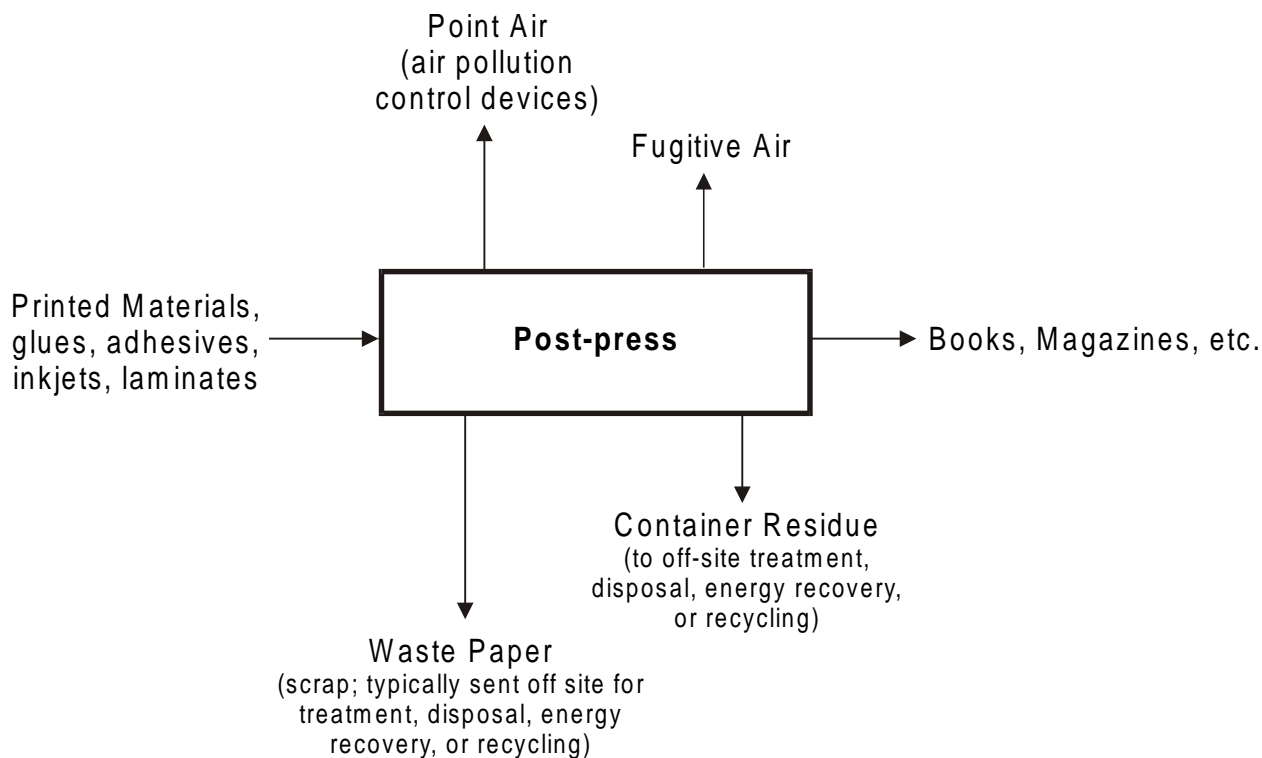 Point Air
(air pollution
control devices)
Fugitive Air
Printed Materials,
glues, adhesives,
inkjets, laminates
Post-press
Books, Magazines, etc.
Container Residue
(to off-site treatment,
disposal, energy recovery,
or recycling)
Waste Paper
(scrap; typically sent off site for
treatment, disposal, energy
recovery, or recycling)